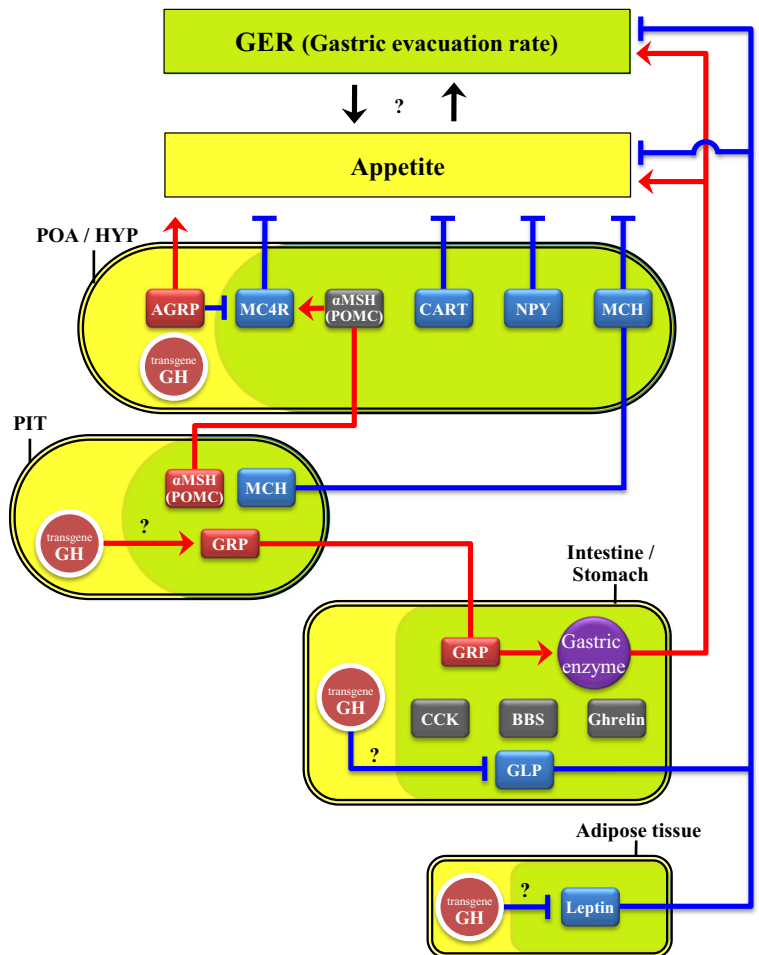 GER (Gastric evacuation rate)
?
Appetite
POA / HYP
AGRP
MC4R
αMSH
(POMC)
CART
NPY
MCH
transgene
GH
PIT
αMSH
(POMC)
MCH
?
transgene
GH
GRP
Intestine /
Stomach
GRP
Gastric
enzyme
transgene
GH
CCK
BBS
Ghrelin
?
GLP
Adipose tissue
transgene
GH
?
Leptin